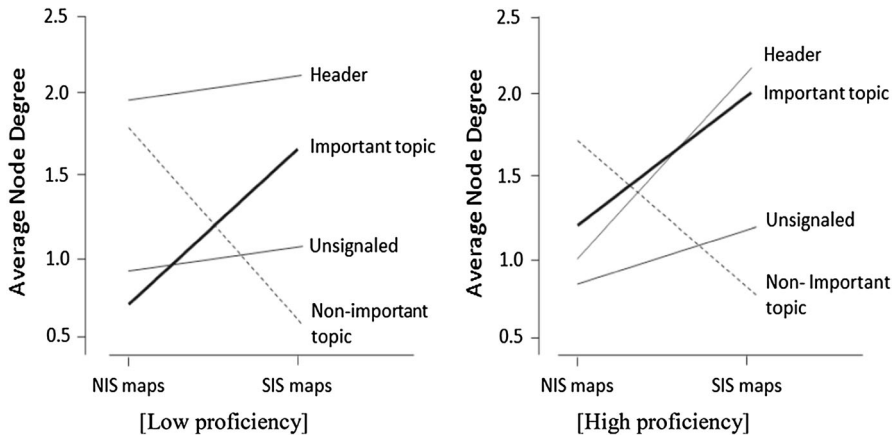 Average Node Degree
2.5
2.0
1.5
1.0
0.5
Header
Important topic
Unsignaled
Non-important
topic
NIS maps
SIS maps
[Low proficiency]
Average Node Degree
2.5
2.0
1.5
1.0
0.5
Header
Important topic
Unsignaled
Non- Important
topic
NIS maps
SIS maps
[High proficiency]